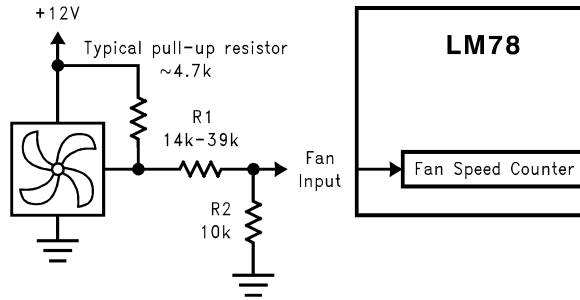 +12V
Typical pull-up resistor
~4.7k
LM78
R1
14k-39k
Fan
Input
Fan Speed Counter
R2
10k